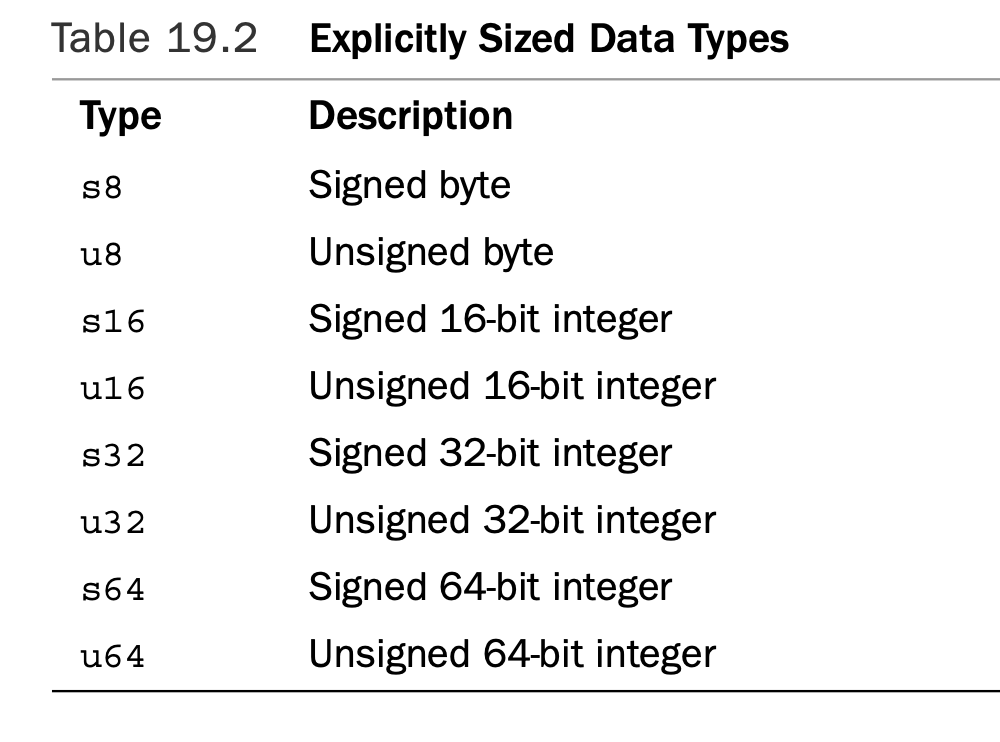 Table 19.2 Explicitly Sized Data Types
Type Description
s8 Signed byte
u8 Unsigned byte
s16 Signed 16-bit integer
u16 Unsigned 16-bit integer
s32 Signed 32-bit integer
u32 Unsigned 32-bit integer
s64 Signed 64-bit integer
u64 Unsigned 64-bit integer